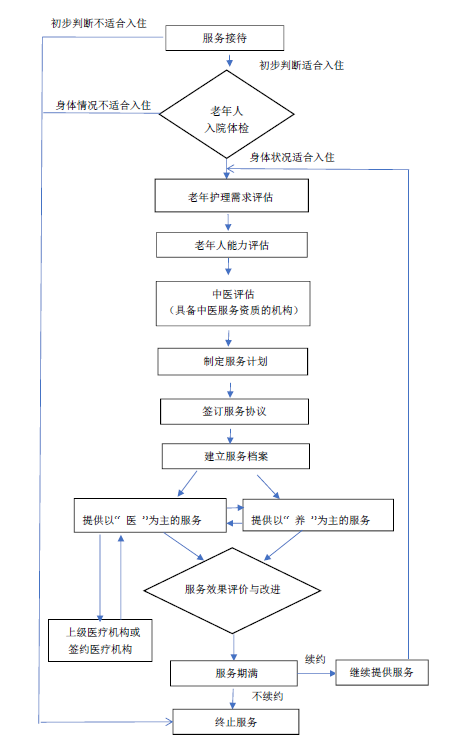 初步判断不适合入住
服务接待
初步判断适合入住
身体情况不适合入住
老年人
入院体检
身体状况适合入住
老年护理需求评估
老年人能力评估
中医评估
（具备中医服务资质的机构）
制定服务计划
签订服务协议
建立服务档案
提供以“ 医 ”为主的服务
提供以“ 养 ”为主的服务
服务效果评价与改进
上级医疗机构或
签约医疗机构
服务期满
续约
继续提供服务
不续约
终止服务